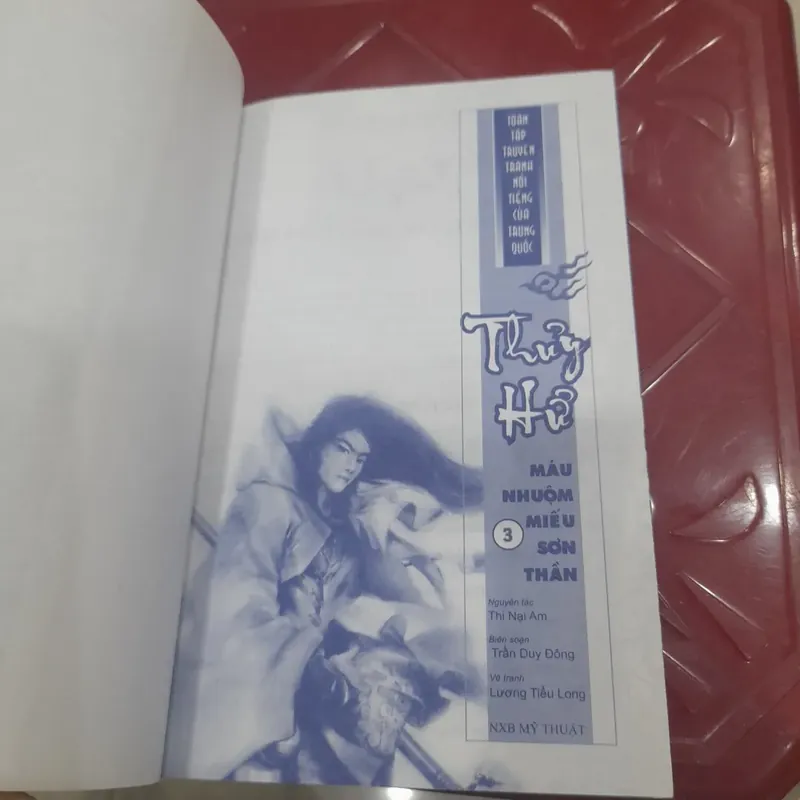 TOÀN
TẬP
TRUYỆN
TRANH
NỔI
TIẾNG
CỦA
TRUNG
QUỐC
Thủy
Hử
MÁU
NHUỘM
3 MIẾU
SƠN
THẦN
Nguyên tác
Thi Nại Am
Biên soạn
Trần Duy Đông
Vẽ tranh
Lương Tiểu Long
NXB MỸ THUẬT